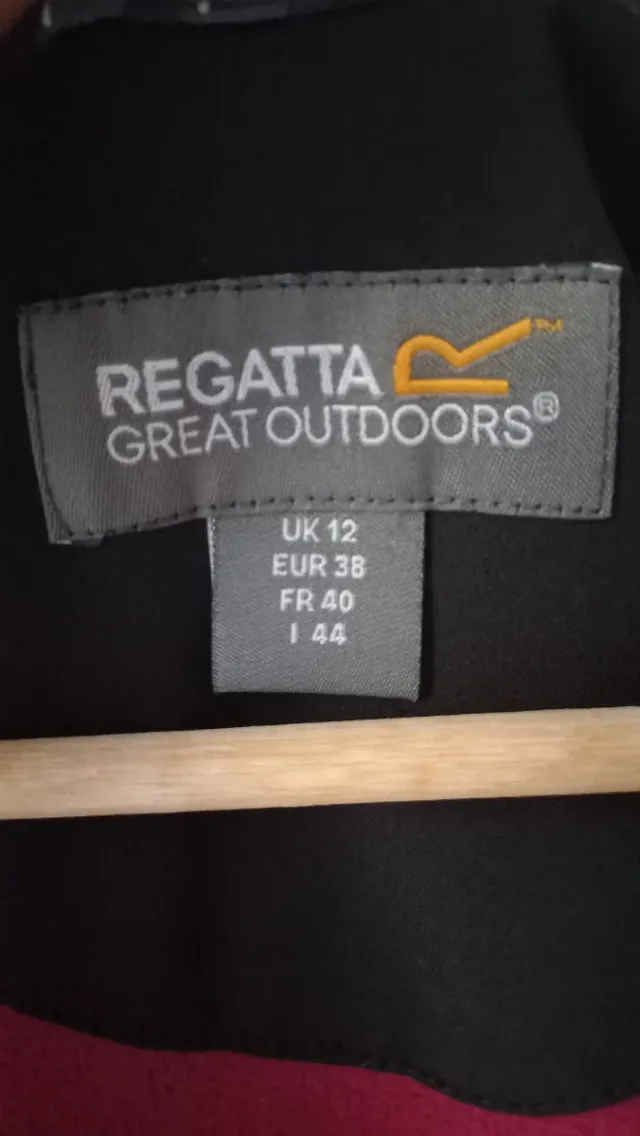 REGATTA
GREAT OUTDOORS®
UK 12
EUR 38
FR 40
I 44